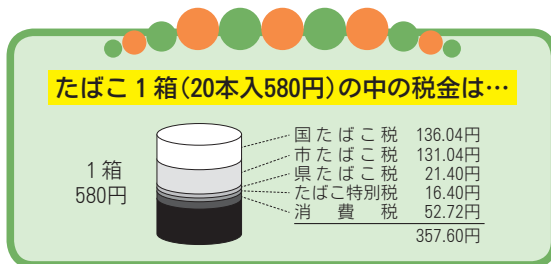 たばこ1箱(20本入580円)の中の税金は…
1箱
580円
国たばこ税 136.04円
市たばこ税 131.04円
県たばこ税 21.40円
たばこ特別税 16.40円
消費税 52.72円
357.60円